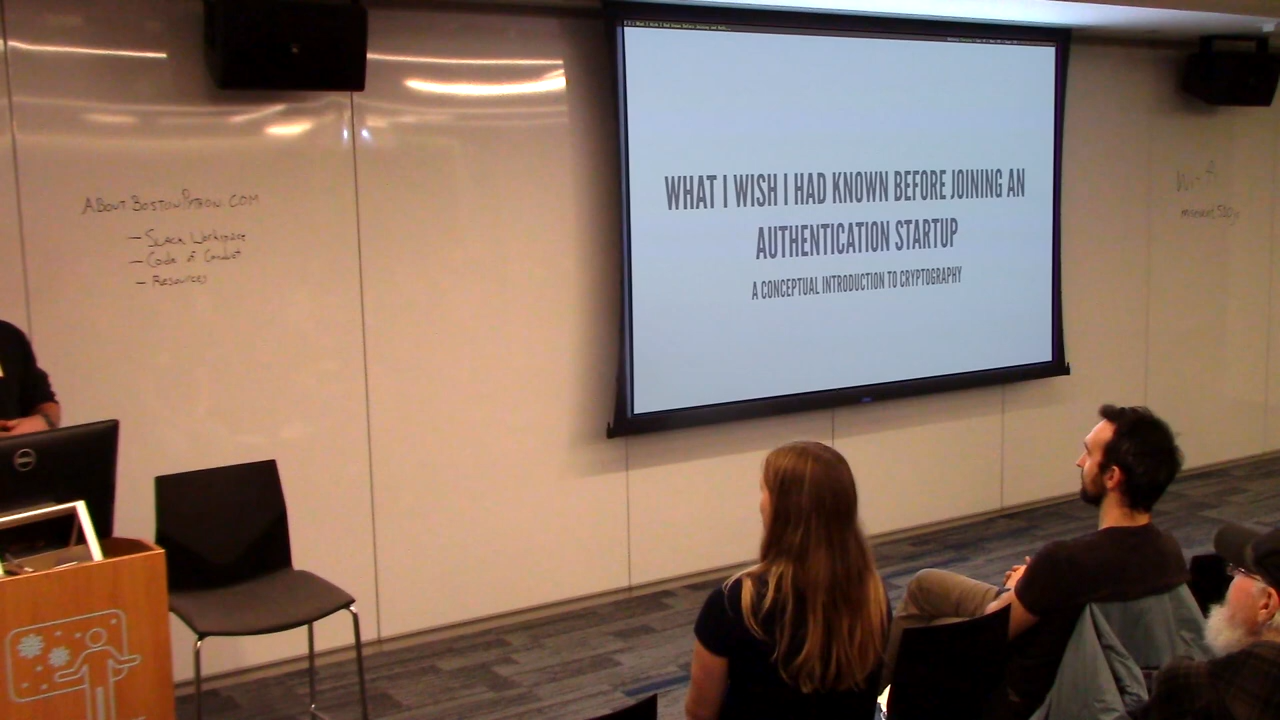 ABOUT BOSTONPYTHON.COM
- SLACK Workspace
- Code of Conduct
- Resources
WHAT I WISH I HAD KNOWN BEFORE JOINING AN
AUTHENTICATION STARTUP
A CONCEPTUAL INTRODUCTION TO CRYPTOGRAPHY
DELL